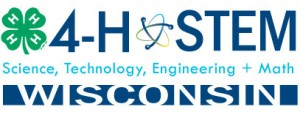 H H H H 4-H STEM
Science, Technology, Engineering + Math
WISCONSIN